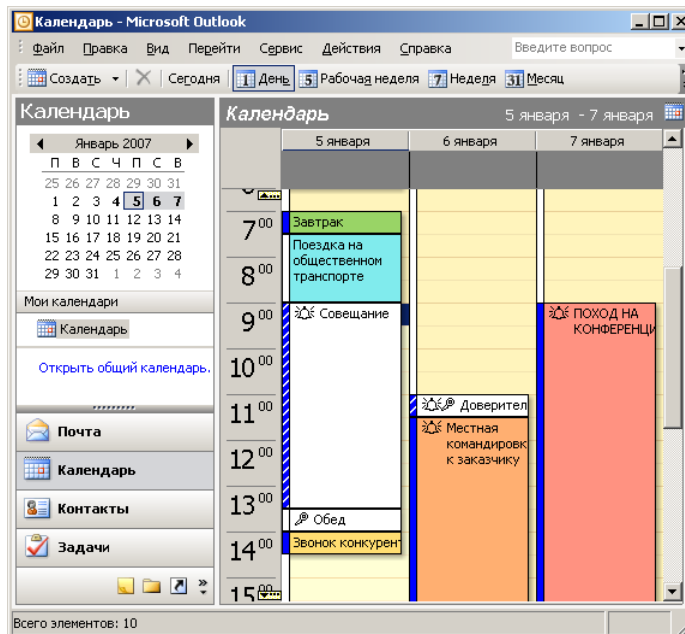 Календарь - Microsoft Outlook
Файл Правка Вид Перейти Сервис Действия Справка Введите вопрос
Создать Сегодня 1 День 5 Рабочая неделя 7 Неделя 31 Месяц 31
Календарь
Январь 2007
П В С Ч П С В
25 26 27 28 29 30 31
1 2 3 4 5 6 7
8 9 10 11 12 13 14
15 16 17 18 19 20 21
22 23 24 25 26 27 28
29 30 31 1 2 3 4
Мои календари
Календарь
Открыть общий календарь.
Почта
Календарь
Контакты
Задачи
Календарь 5 января - 7 января
5 января 6 января 7 января
7 00
8 00
9 00
10 00
11 00
12 00
13 00
14 00
15 00
Завтрак
Поездка на
общественном
транспорте
Совещание
Обед
Звонок конкурент
Доверител
Местная
командировк
к заказчику
ПОХОД НА
КОНФЕРЕНЦИ
Всего элементов: 10